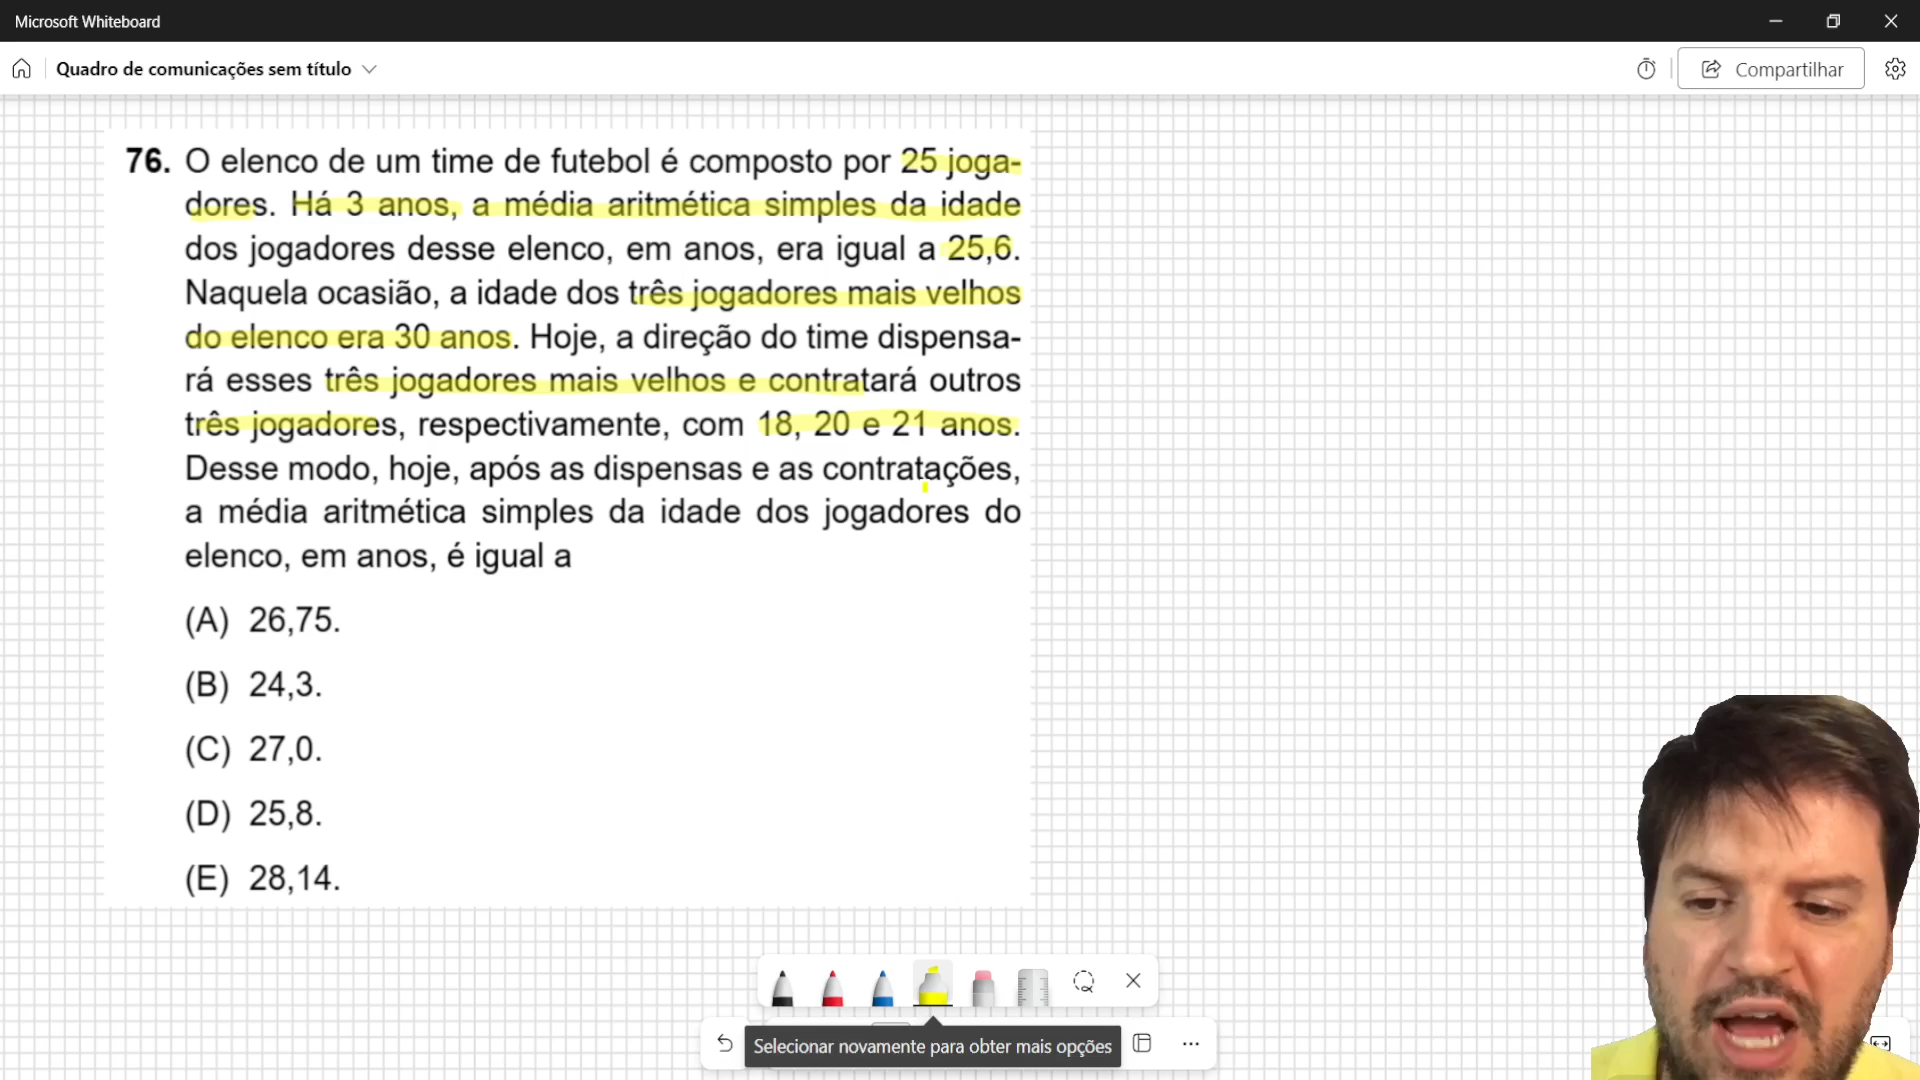 Microsoft Whiteboard
Quadro de comunicações sem título
Compartilhar
76. O elenco de um time de futebol é composto por 25 joga-
dores. Há 3 anos, a média aritmética simples da idade
dos jogadores desse elenco, em anos, era igual a 25,6.
Naquela ocasião, a idade dos três jogadores mais velhos
do elenco era 30 anos. Hoje, a direção do time dispensa-
rá esses três jogadores mais velhos e contratará outros
três jogadores, respectivamente, com 18, 20 e 21 anos.
Desse modo, hoje, após as dispensas e as contratações,
a média aritmética simples da idade dos jogadores do
elenco, em anos, é igual a
(A) 26,75.
(B) 24,3.
(C) 27,0.
(D) 25,8.
(E) 28,14.
Selecionar novamente para obter mais opções